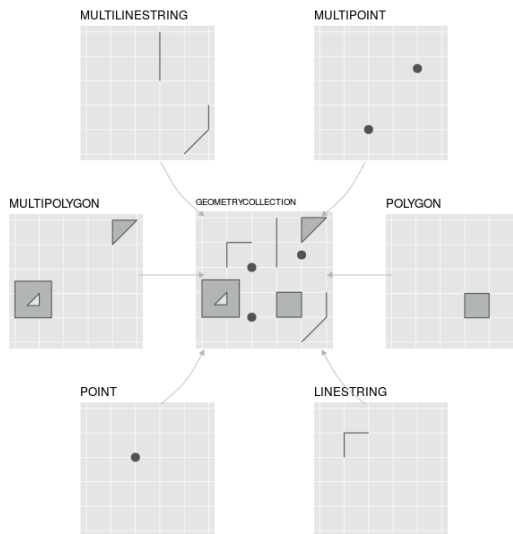 MULTILINESTRING
MULTIPOINT
MULTIPOLYGON
GEOMETRYCOLLECTION
POLYGON
POINT
LINESTRING